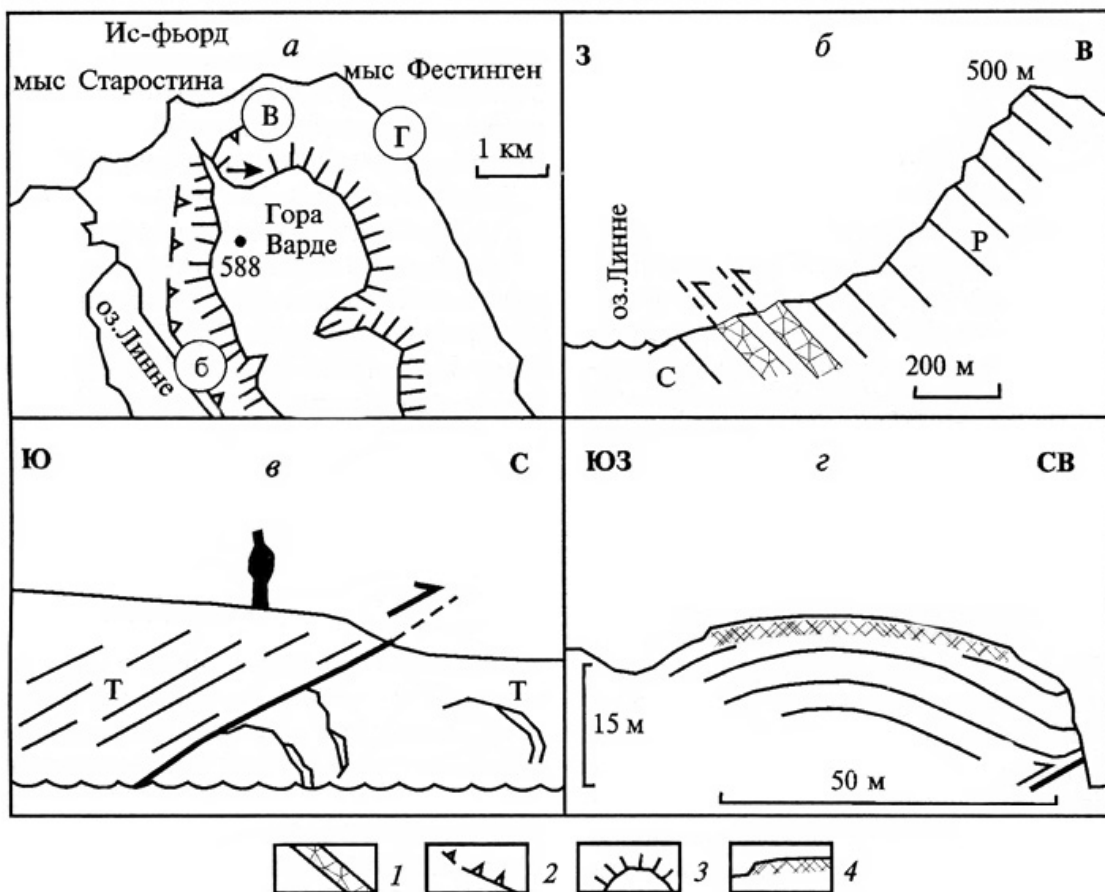 Ис-фьорд
а
мыс Старостина
мыс Фестинген
В
Г
1 км
Гора
Варде
588
оз.Линне
б
З
б
В
500 м
оз.Линне
Р
С
200 м
Ю
в
С
Т
Т
ЮЗ
г
СВ
15 м
50 м
1
2
3
4